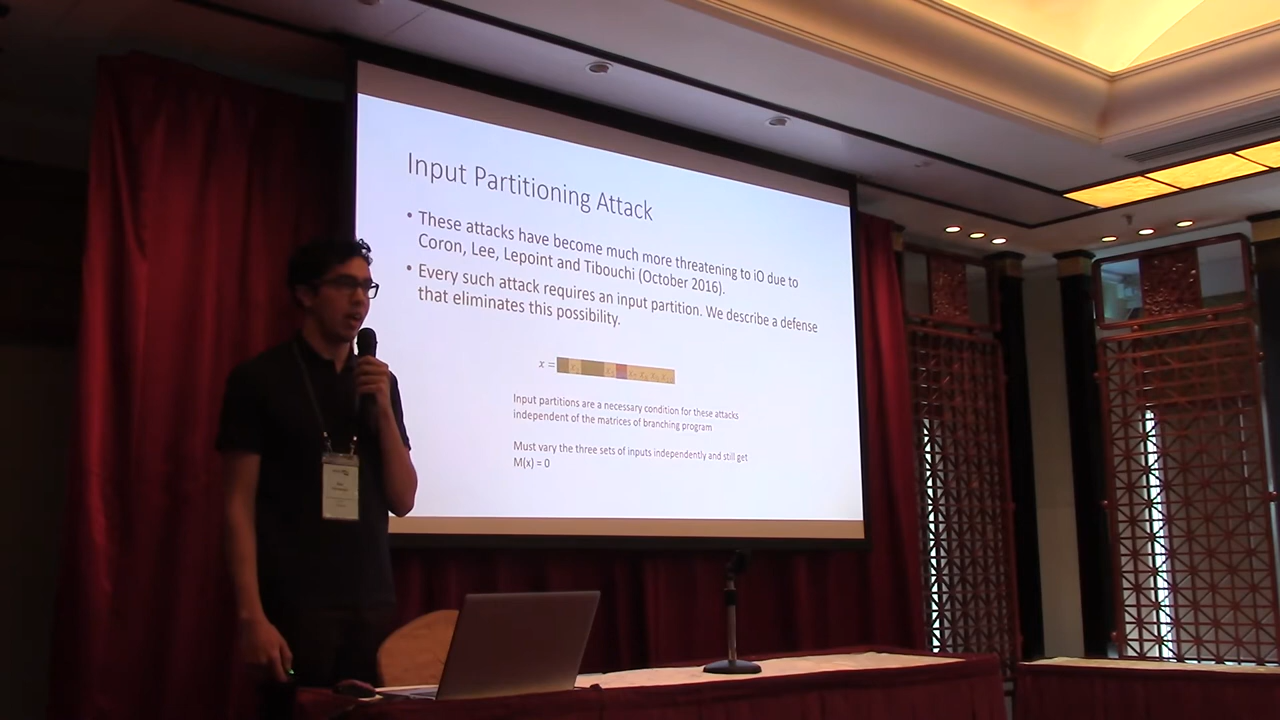 Input Partitioning Attack
• These attacks have become much more threatening to iO due to
Coron, Lee, Lepoint and Tibouchi (October 2016).
• Every such attack requires an input partition. We describe a defense
that eliminates this possibility.
x =
Input partitions are a necessary condition for these attacks
independent of the matrices of branching program
Must vary the three sets of inputs independently and still get
M(x) = 0